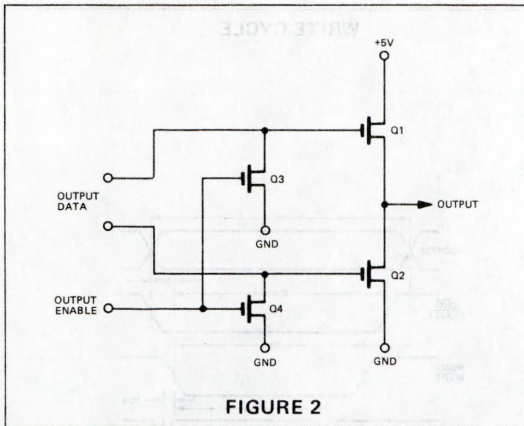 WRITE CYCLE
+5V
Q1
Q3
OUTPUT
DATA
OUTPUT
GND
Q2
OUTPUT
ENABLE
Q4
GND
GND
FIGURE 2